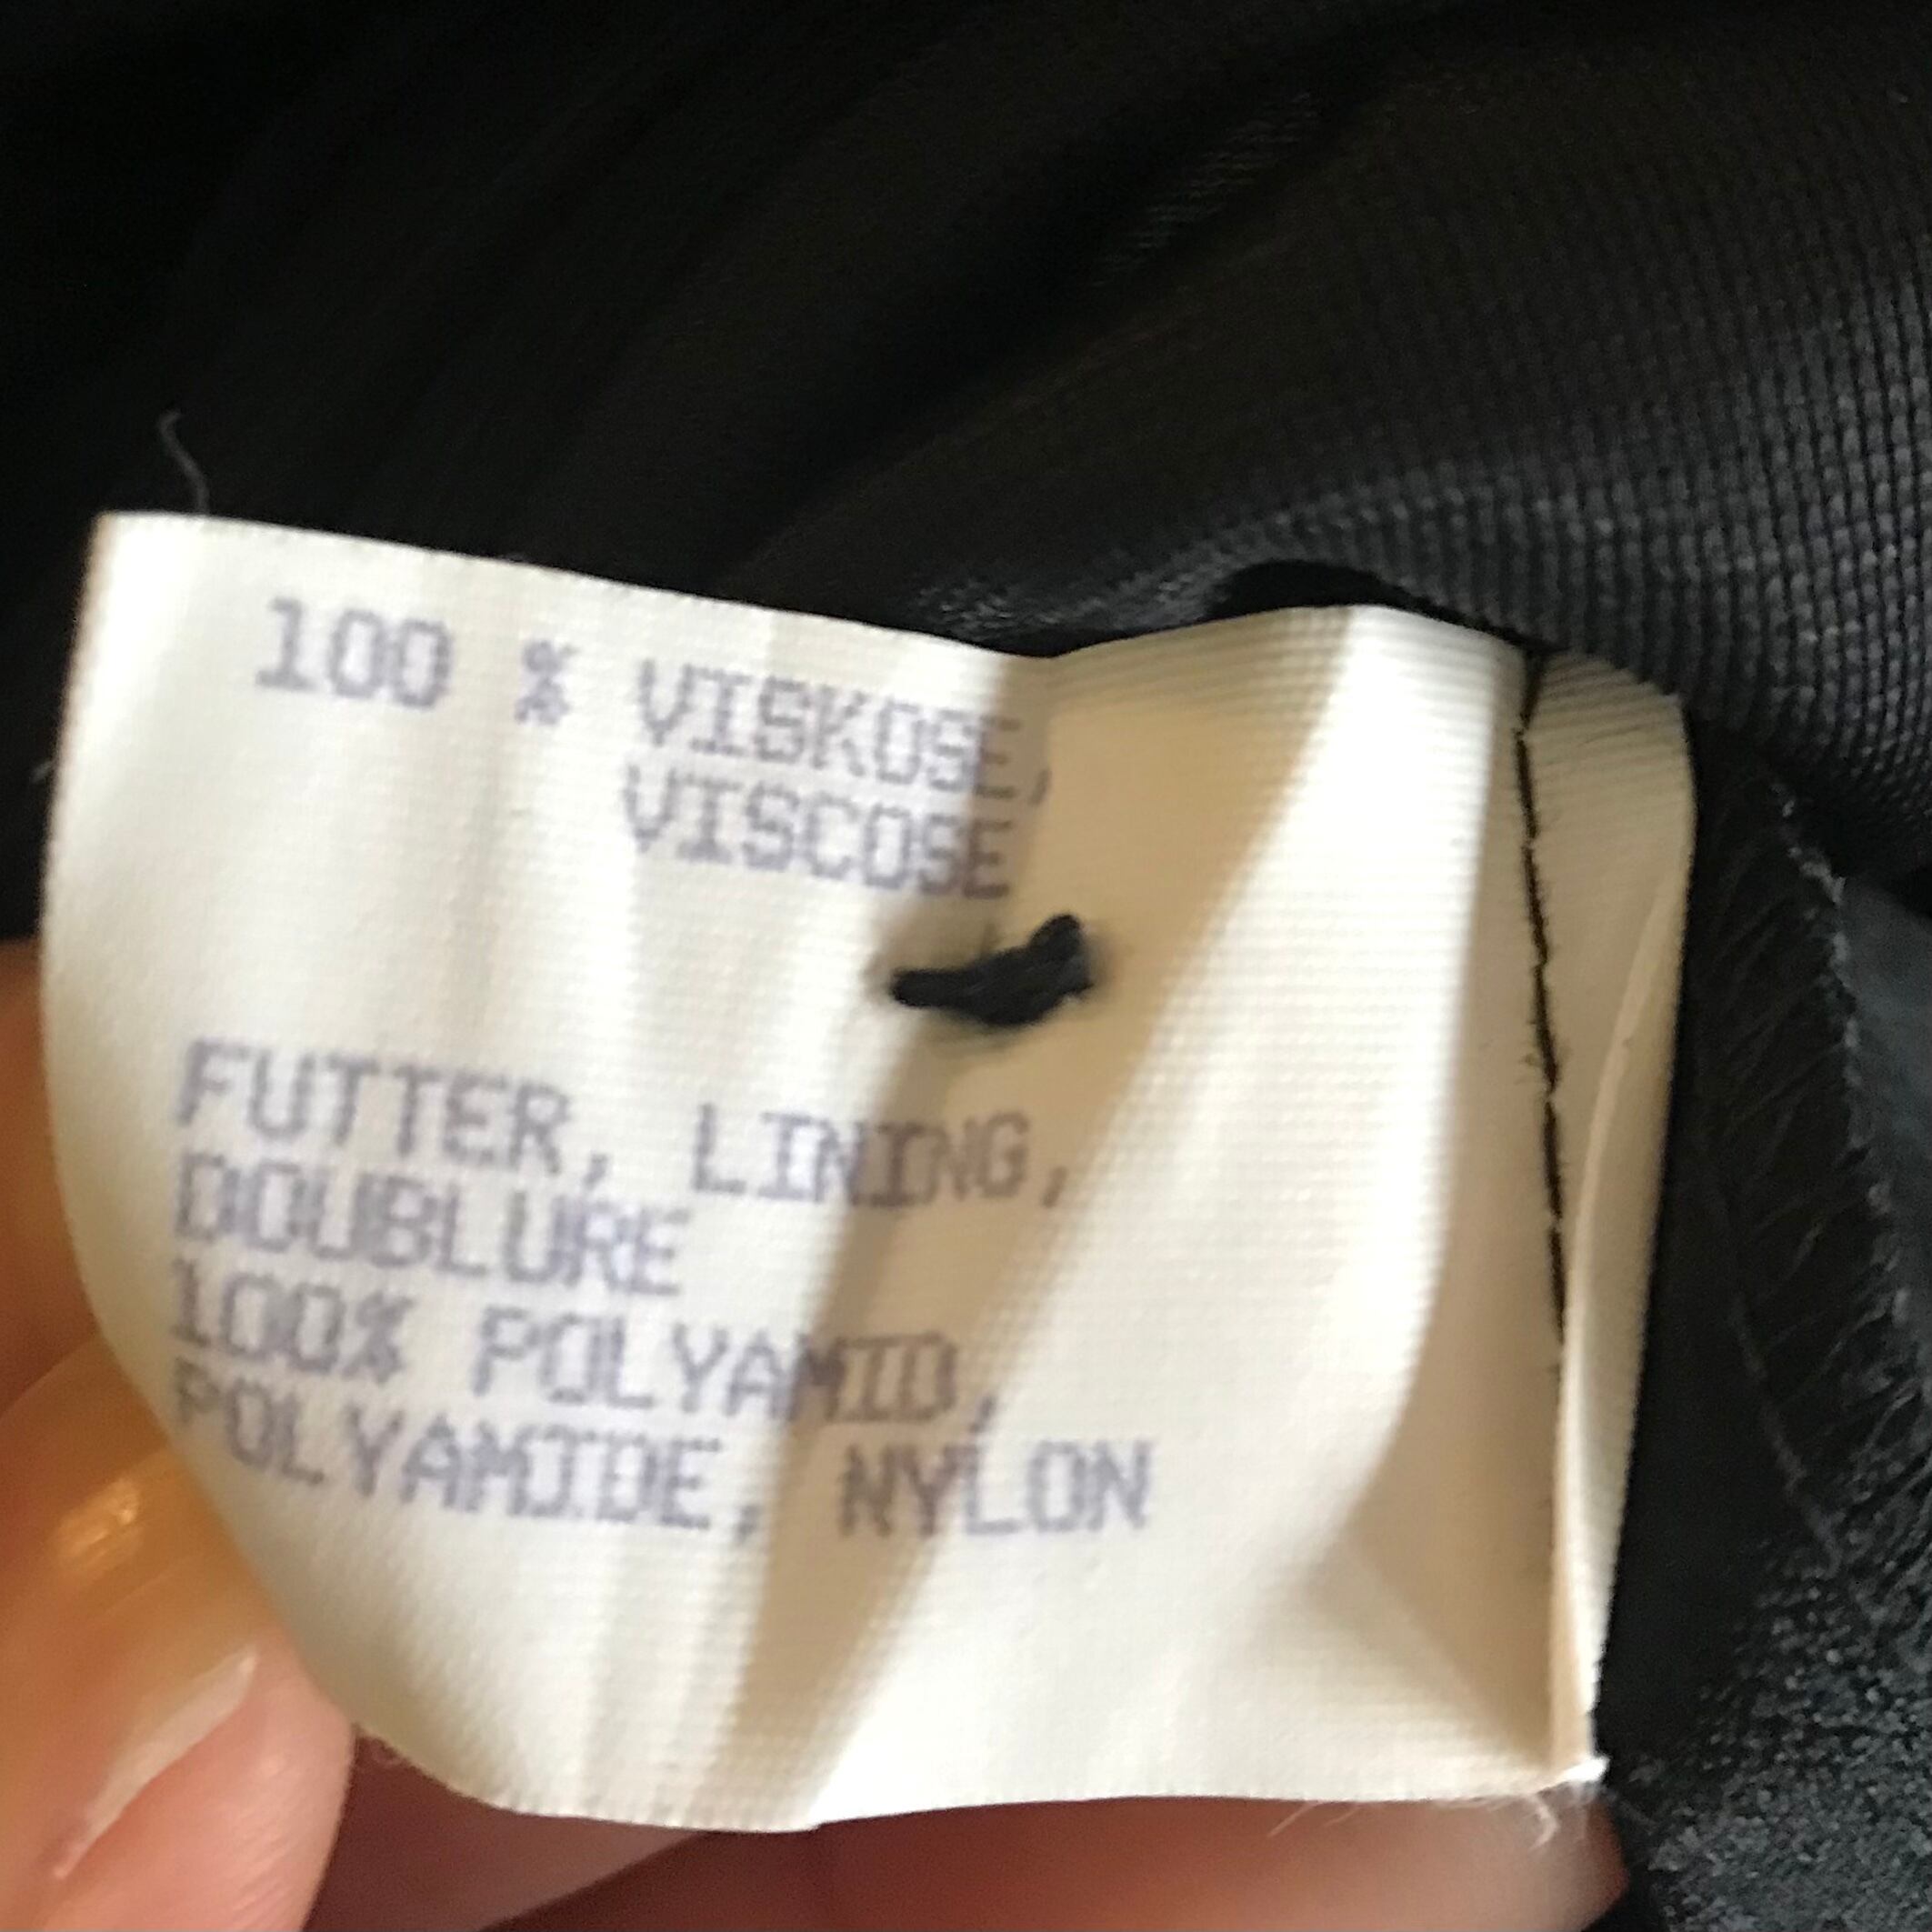 100 % VISKOSE,
VISCOSE
FUTTER, LINING,
DOUBLURE
100% POLYAMID,
POLYAMIDE, NYLON